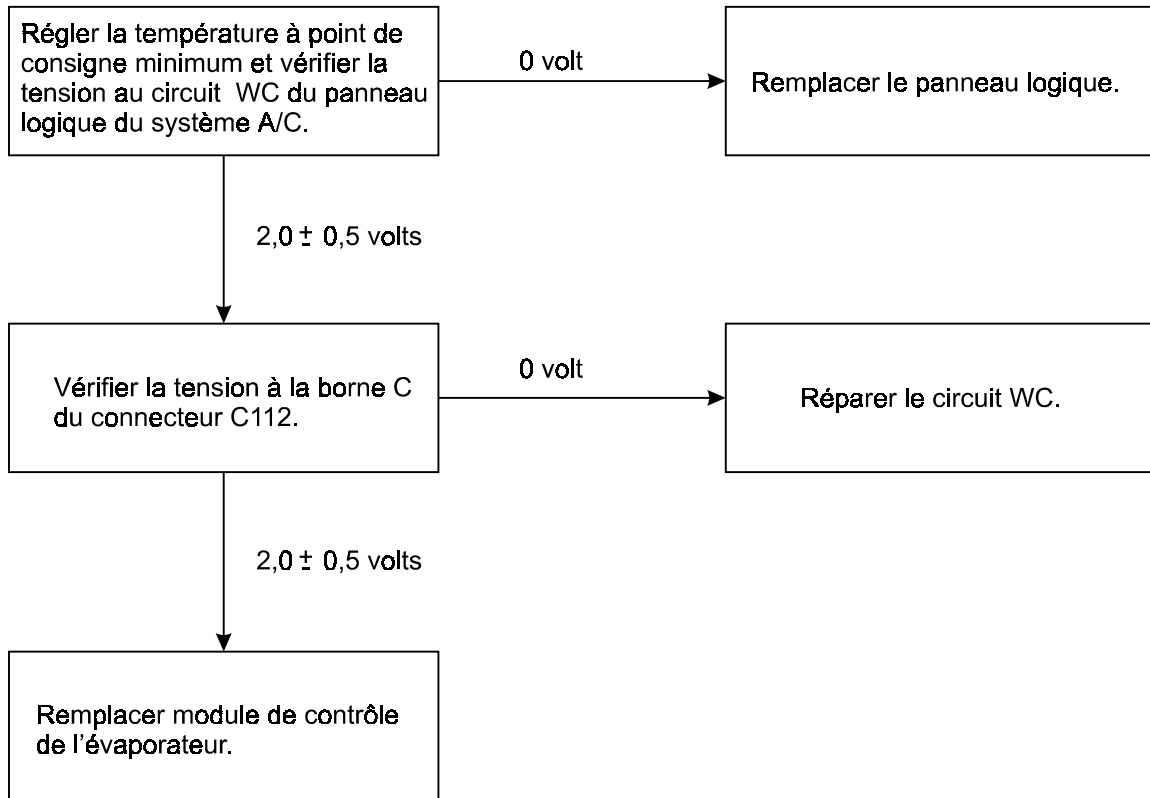 Régler la température à point de
consigne minimum et vérifier la
tension au circuit WC du panneau
logique du système A/C.
0 volt
Remplacer le panneau logique.
2,0 ± 0,5 volts
Vérifier la tension à la borne C
du connecteur C112.
0 volt
Réparer le circuit WC.
2,0 ± 0,5 volts
Remplacer module de contrôle
de l'évaporateur.